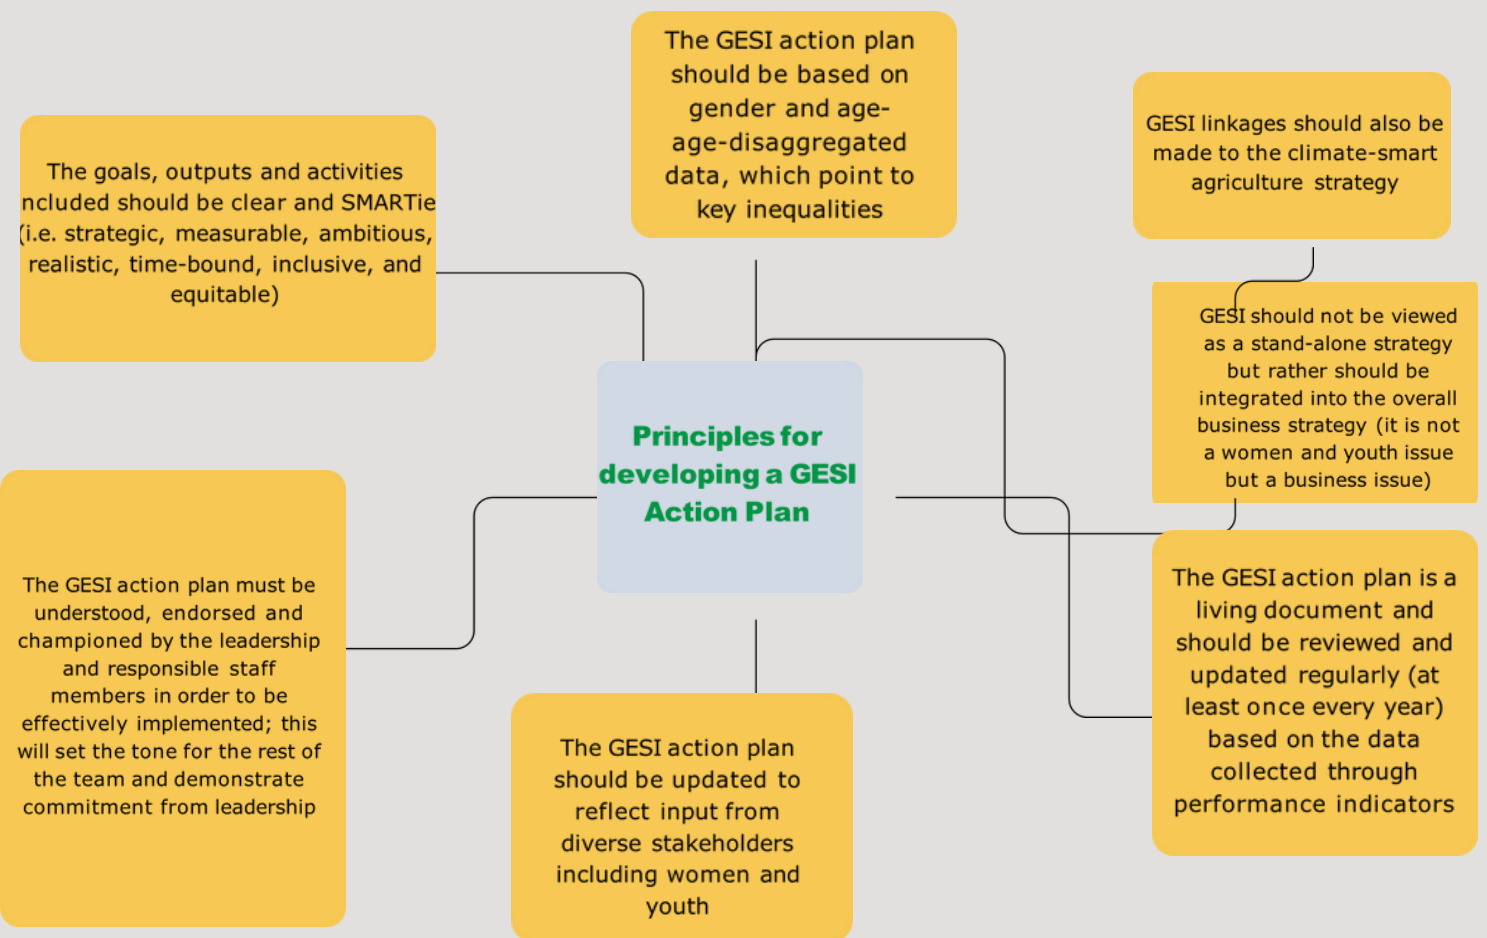 The GESI action plan
should be based on
gender and age-
age-disaggregated
data, which point to
key inequalities
GESI linkages should also be
made to the climate-smart
agriculture strategy
The goals, outputs and activities
ncluded should be clear and SMARTie
(i.e. strategic, measurable, ambitious,
realistic, time-bound, inclusive, and
equitable)
GESI should not be viewed
as a stand-alone strategy
but rather should be
integrated into the overall
business strategy (it is not
a women and youth issue
but a business issue)
Principles for
developing a GESI
Action Plan
The GESI action plan must be
understood, endorsed and
championed by the leadership
and responsible staff
members in order to be
effectively implemented; this
will set the tone for the rest of
the team and demonstrate
commitment from leadership
The GESI action plan is a
living document and
should be reviewed and
updated regularly (at
least once every year)
based on the data
collected through
performance indicators
The GESI action plan
should be updated to
reflect input from
diverse stakeholders
including women and
youth